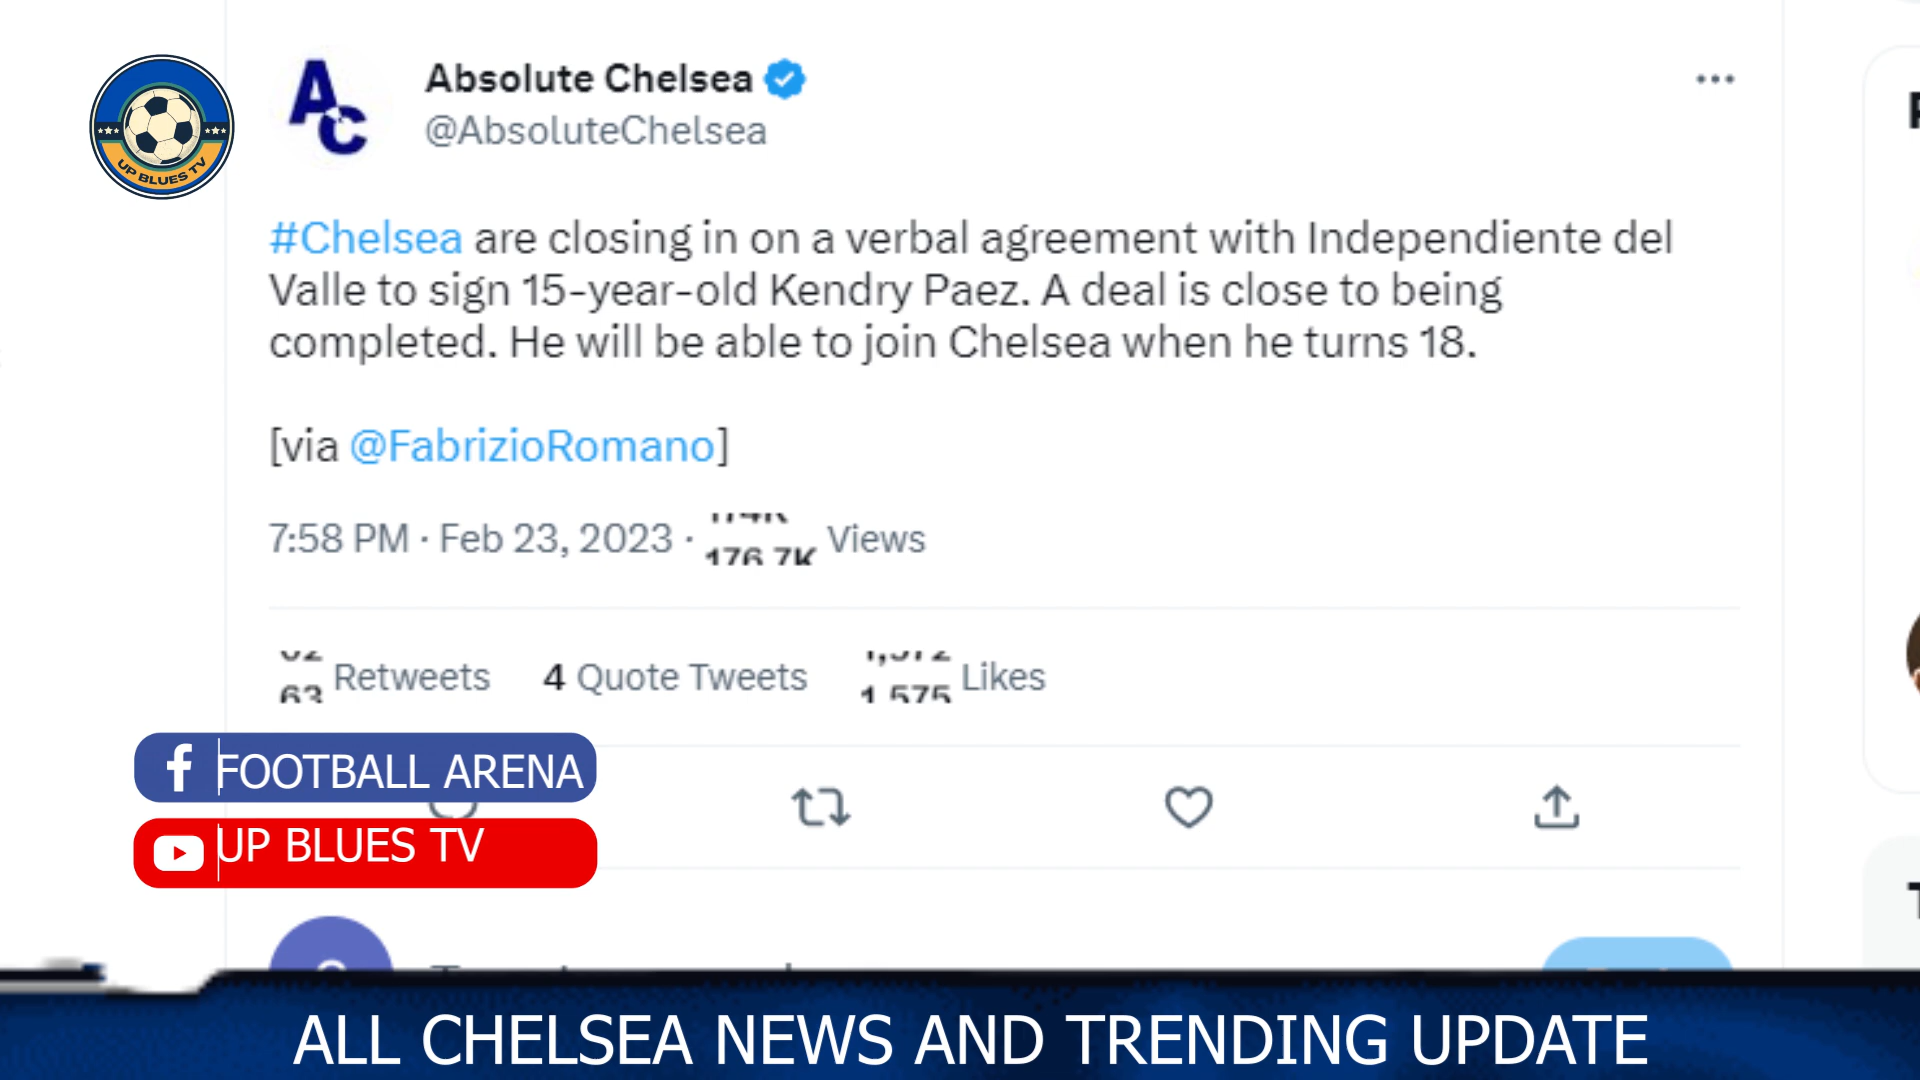 Absolute Chelsea
@AbsoluteChelsea
UP BLUES TV
#Chelsea are closing in on a verbal agreement with Independiente del
Valle to sign 15-year-old Kendry Paez. A deal is close to being
completed. He will be able to join Chelsea when he turns 18.
[via @FabrizioRomano]
7:58 PM · Feb 23, 2023 · 176.7K Views
63 Retweets 4 Quote Tweets 1,575 Likes
FOOTBALL ARENA
UP BLUES TV
ALL CHELSEA NEWS AND TRENDING UPDATE